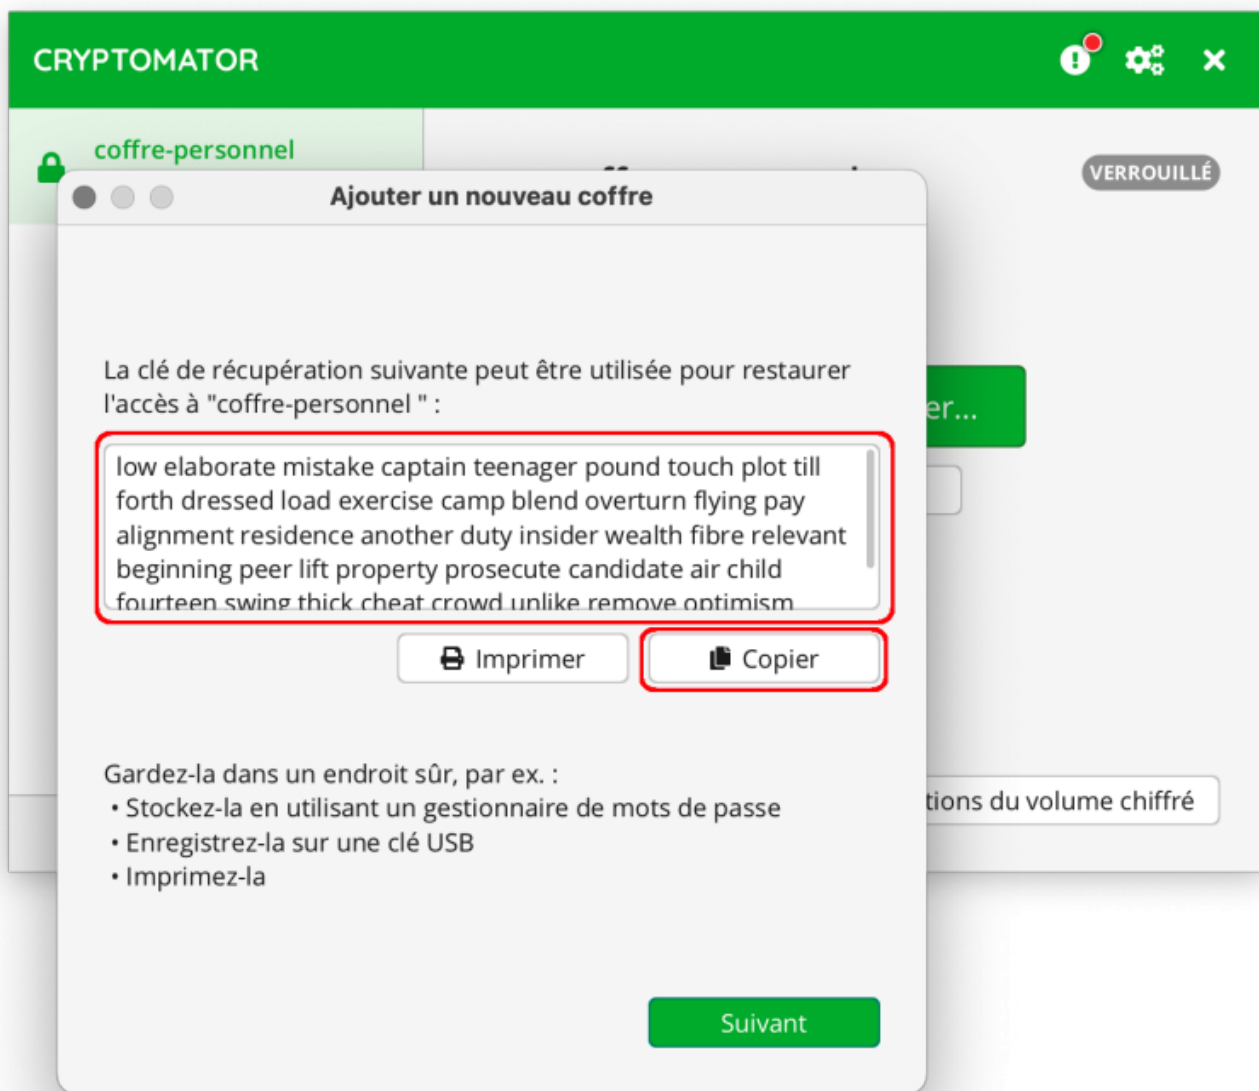 CRYPTOMATOR
coffre-personnel
VERROUILLÉ
Ajouter un nouveau coffre
La clé de récupération suivante peut être utilisée pour restaurer
l'accès à "coffre-personnel " :
er...
low elaborate mistake captain teenager pound touch plot till
forth dressed load exercise camp blend overturn flying pay
alignment residence another duty insider wealth fibre relevant
beginning peer lift property prosecute candidate air child
fourteen swing thick cheat crowd unlike remove optimism
Imprimer
Copier
Gardez-la dans un endroit sûr, par ex. :
• Stockez-la en utilisant un gestionnaire de mots de passe
tions du volume chiffré
• Enregistrez-la sur une clé USB
• Imprimez-la
Suivant